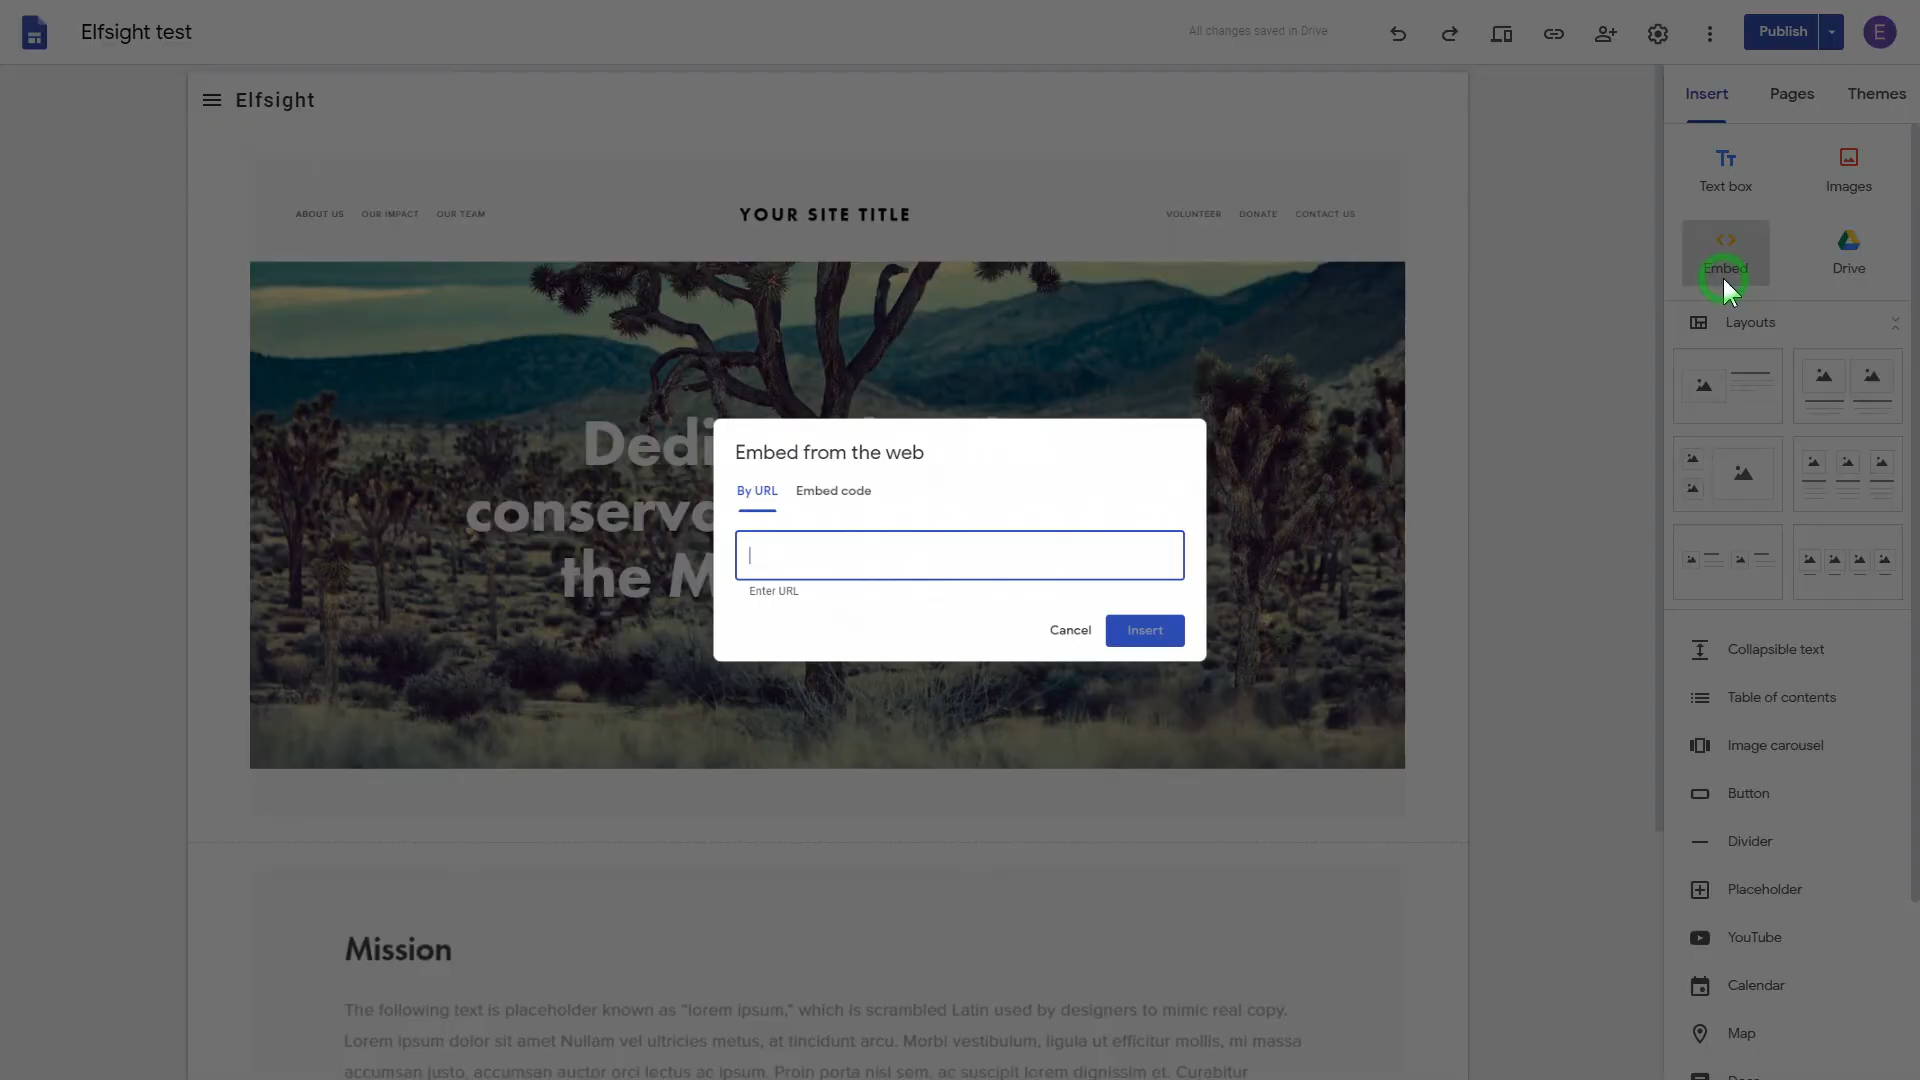 Elfsight test
All changes saved in Drive
Publish
E
Elfsight
Insert
Pages
Themes
Tt
Text box
Images
ABOUT US
OUR IMPACT
OUR TEAM
YOUR SITE TITLE
VOLUNTEER
DONATE
CONTACT US
Embed
Drive
Layouts
Embed from the web
By URL
Embed code
Enter URL
Cancel
Insert
conserv
the M
Collapsible text
Table of contents
Image carousel
Button
Divider
Placeholder
YouTube
Calendar
Map
Mission
The following text is placeholder known as “lorem ipsum,” which is scrambled Latin used by designers to mimic real copy.
Lorem ipsum dolor sit amet Nullam vel ultricies metus, at tincidunt arcu. Morbi vestibulum, ligula ut efficitur mollis, mi massa
accumsan justo, accumsan auctor orci lectus ac ipsum. Proin porta nisl sem, ac suscipit lorem dignissim et. Curabitur